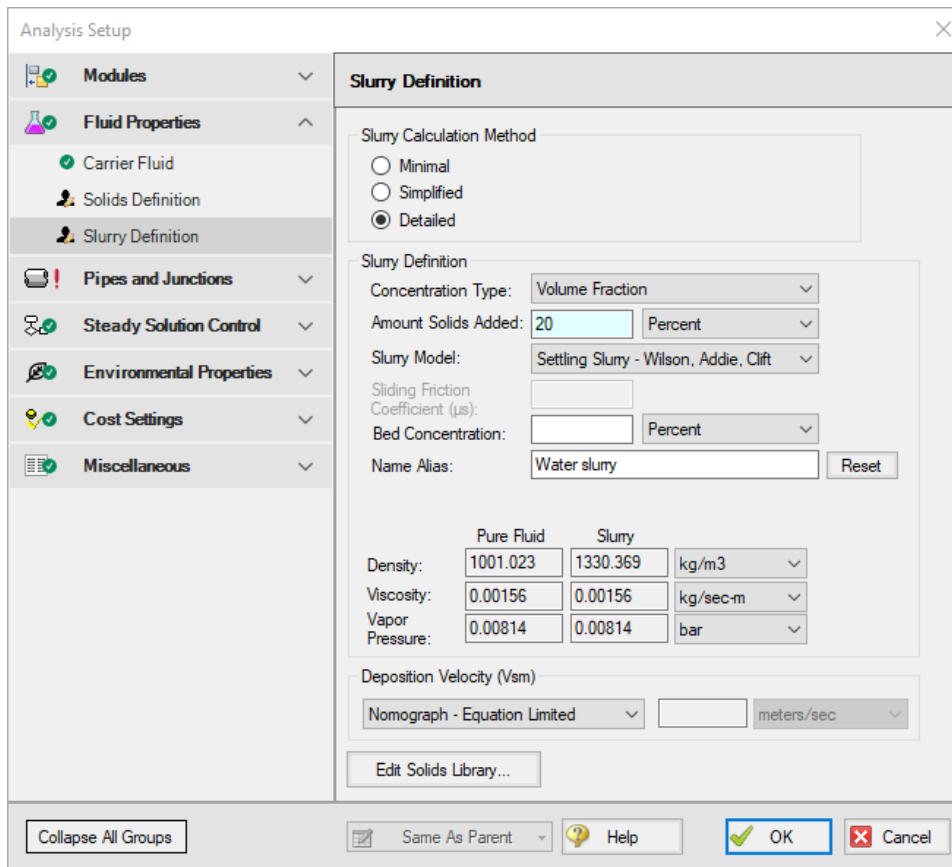 Analysis Setup
Modules
Fluid Properties
Carrier Fluid
Solids Definition
Slurry Definition
Pipes and Junctions
Steady Solution Control
Environmental Properties
Cost Settings
Miscellaneous
Slurry Definition
Slurry Calculation Method
Minimal
Simplified
Detailed
Slurry Definition
Concentration Type: Volume Fraction
Amount Solids Added: 20 Percent
Slurry Model: Settling Slurry - Wilson, Addie, Clift
Sliding Friction
Coefficient (µs):
Bed Concentration: Percent
Name Alias: Water slurry Reset
Pure Fluid Slurry
Density: 1001.023 1330.369 kg/m3
Viscosity: 0.00156 0.00156 kg/sec-m
Vapor
Pressure: 0.00814 0.00814 bar
Deposition Velocity (Vsm)
Nomograph - Equation Limited meters/sec
Edit Solids Library...
Collapse All Groups Same As Parent Help OK Cancel